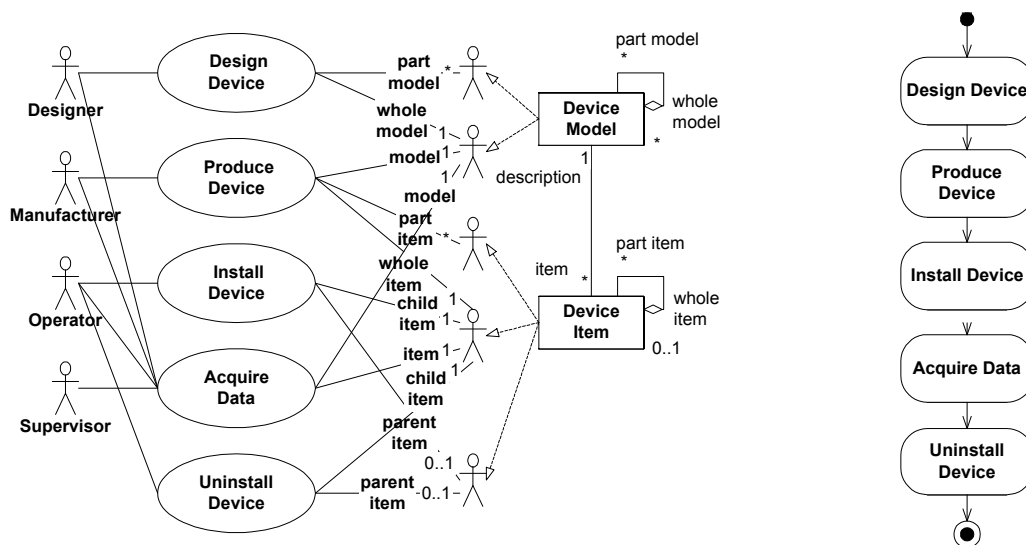 Designer
Manufacturer
Operator
Supervisor
Design
Device
Produce
Device
Install
Device
Acquire
Data
Uninstall
Device
part
model
*
whole
model
1
model
1
1
model
part
item
*
whole
item
1
child
item
1
item
1
1
child
item
parent
item
0..1
parent
item
0..1
part model
*
Device
Model
whole
model
*
1
description
item
*
part item
*
Device
Item
whole
item
0..1
Design Device
Produce
Device
Install Device
Acquire Data
Uninstall
Device